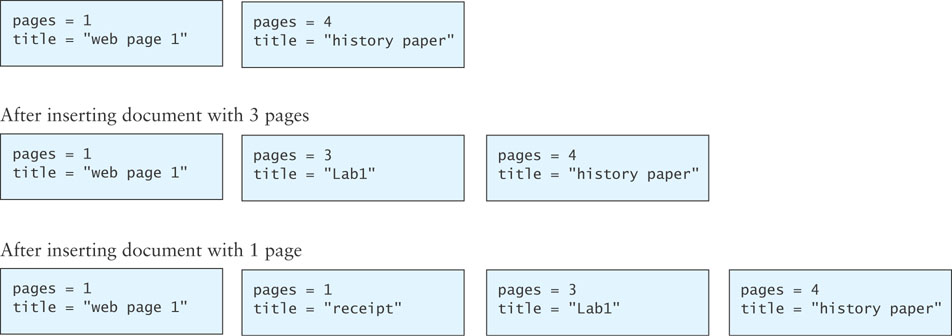 pages = 1
title = "web page 1"
pages = 4
title = "history paper"
After inserting document with 3 pages
pages = 1
title = "web page 1"
pages = 3
title = "Lab1"
pages = 4
title = "history paper"
After inserting document with 1 page
pages = 1
title = "web page 1"
pages = 1
title = "receipt"
pages = 3
title = "Lab1"
pages = 4
title = "history paper"